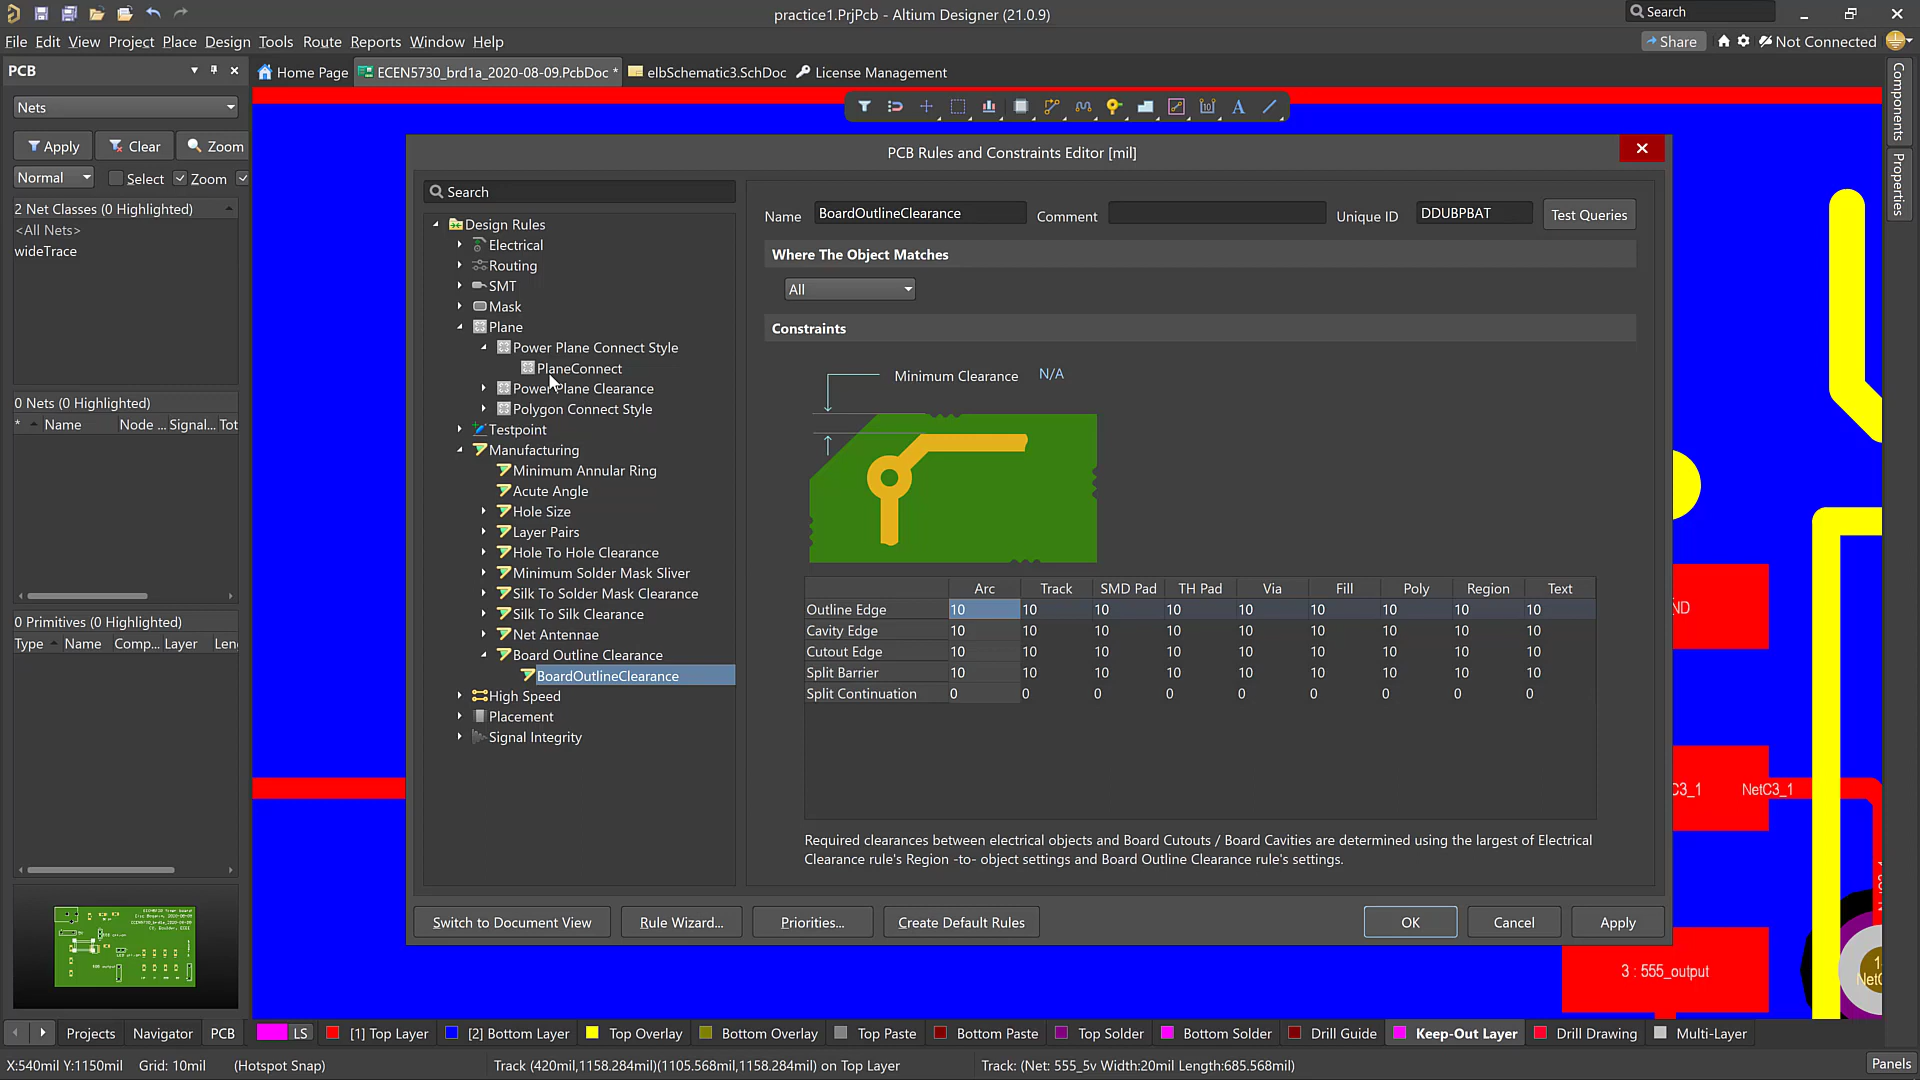 practice1.PrjPcb - Altium Designer (21.0.9)
Search
File Edit View Project Place Design Tools Route Reports Window Help
Share
Not Connected
PCB
Home Page
ECEN5730_brd1a_2020-08-09.PcbDoc *
elbSchematic3.SchDoc
License Management
Nets
Apply
Clear
Zoom
Normal
Select
Zoom
2 Net Classes (0 Highlighted)
<All Nets>
wideTrace
0 Nets (0 Highlighted)
* Name Node ... Signal... Tot
0 Primitives (0 Highlighted)
Type Name Comp... Layer Len
PCB Rules and Constraints Editor [mil]
Search
Design Rules
Electrical
Routing
SMT
Mask
Plane
Power Plane Connect Style
PlaneConnect
Power Plane Clearance
Polygon Connect Style
Testpoint
Manufacturing
Minimum Annular Ring
Acute Angle
Hole Size
Layer Pairs
Hole To Hole Clearance
Minimum Solder Mask Sliver
Silk To Solder Mask Clearance
Silk To Silk Clearance
Net Antennae
Board Outline Clearance
BoardOutlineClearance
High Speed
Placement
Signal Integrity
Name BoardOutlineClearance Comment Unique ID DDUBPBAT Test Queries
Where The Object Matches
All
Constraints
Minimum Clearance N/A
Arc Track SMD Pad TH Pad Via Fill Poly Region Text
Outline Edge 10 10 10 10 10 10 10 10 10
Cavity Edge 10 10 10 10 10 10 10 10 10
Cutout Edge 10 10 10 10 10 10 10 10 10
Split Barrier 10 10 10 10 10 10 10 10 10
Split Continuation 0 0 0 0 0 0 0 0 0
Required clearances between electrical objects and Board Cutouts / Board Cavities are determined using the largest of Electrical
Clearance rule's Region -to- object settings and Board Outline Clearance rule's settings.
Switch to Document View
Rule Wizard...
Priorities...
Create Default Rules
OK
Cancel
Apply
Components
Properties
ND
C3_1
NetC3_1
3 : 555_output
Projects Navigator PCB
LS
[1] Top Layer
[2] Bottom Layer
Top Overlay
Bottom Overlay
Top Paste
Bottom Paste
Top Solder
Bottom Solder
Drill Guide
Keep-Out Layer
Drill Drawing
Multi-Layer
X:540mil Y:1150mil Grid: 10mil (Hotspot Snap)
Track (420mil,1158.284mil)(1105.568mil,1158.284mil) on Top Layer
Track: (Net: 555_5v Width:20mil Length:685.568mil)
Panels